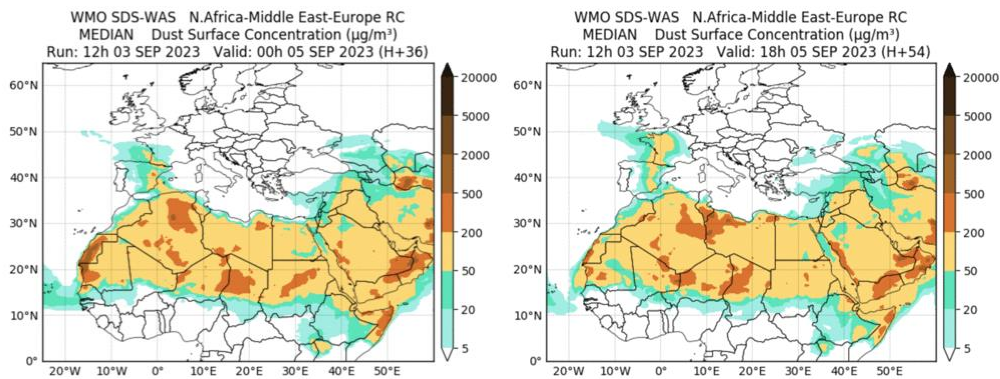 WMO SDS-WAS   N.Africa-Middle East-Europe RC
MEDIAN    Dust Surface Concentration (µg/m³)
Run: 12h 03 SEP 2023   Valid: 00h 05 SEP 2023 (H+36)
60°N
50°N
40°N
30°N
20°N
10°N
0°
20°W
10°W
0°
10°E
20°E
30°E
40°E
50°E
20000
5000
2000
500
200
50
20
5
WMO SDS-WAS   N.Africa-Middle East-Europe RC
MEDIAN    Dust Surface Concentration (µg/m³)
Run: 12h 03 SEP 2023   Valid: 18h 05 SEP 2023 (H+54)
60°N
50°N
40°N
30°N
20°N
10°N
0°
20°W
10°W
0°
10°E
20°E
30°E
40°E
50°E
20000
5000
2000
500
200
50
20
5